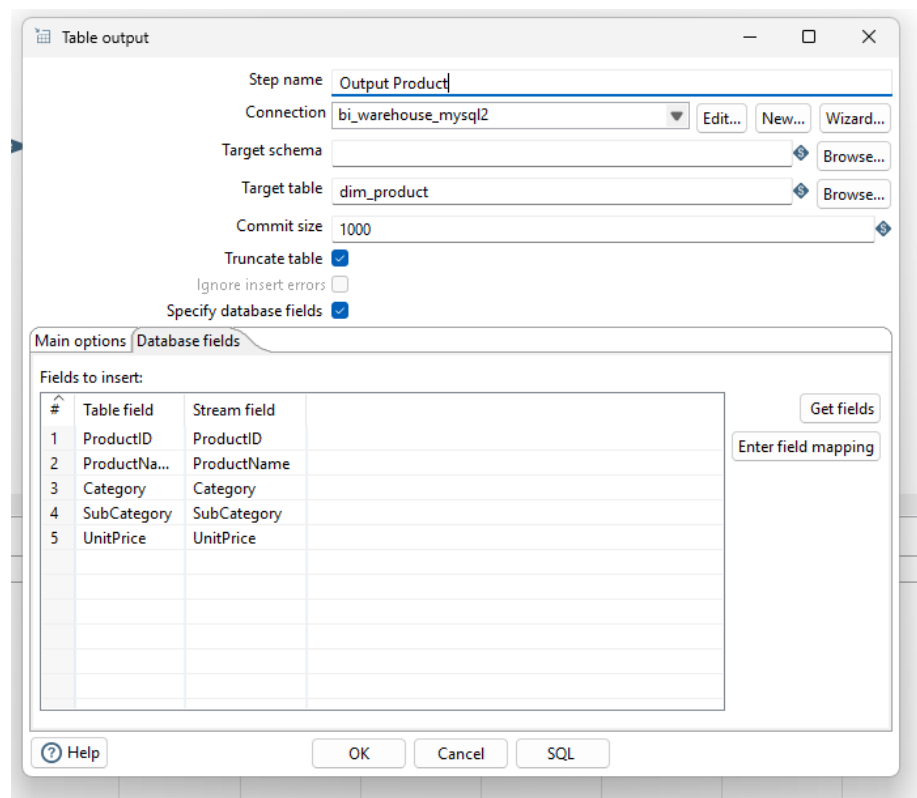 Table output
Step name Output Product
Connection bi_warehouse_mysql2 Edit... New... Wizard...
Target schema Browse...
Target table dim_product Browse...
Commit size 1000
Truncate table
Ignore insert errors
Specify database fields
Main options Database fields
Fields to insert:
# Table field Stream field Get fields
1 ProductID ProductID
Enter field mapping
2 ProductNa... ProductName
3 Category Category
4 SubCategory SubCategory
5 UnitPrice UnitPrice
Help OK Cancel SQL